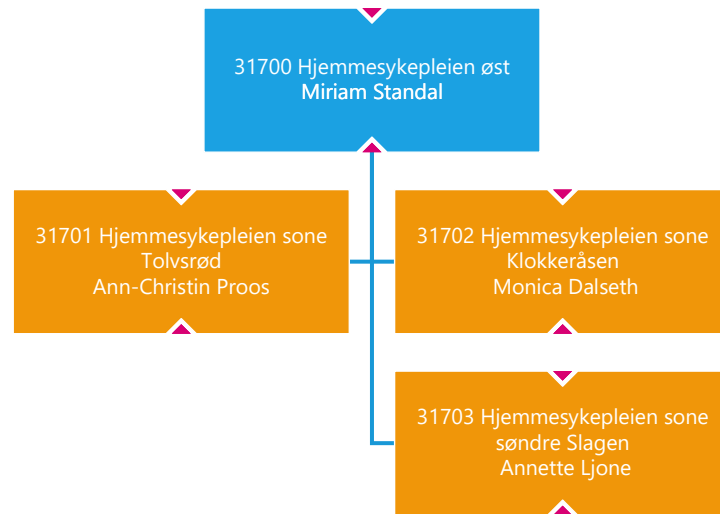 31700 Hjemmesykepleien øst
Miriam Standal
31701 Hjemmesykepleien sone
Tolvsrød
Ann-Christin Proos
31702 Hjemmesykepleien sone
Klokkeråsen
Monica Dalseth
31703 Hjemmesykepleien sone
søndre Slagen
Annette Ljone